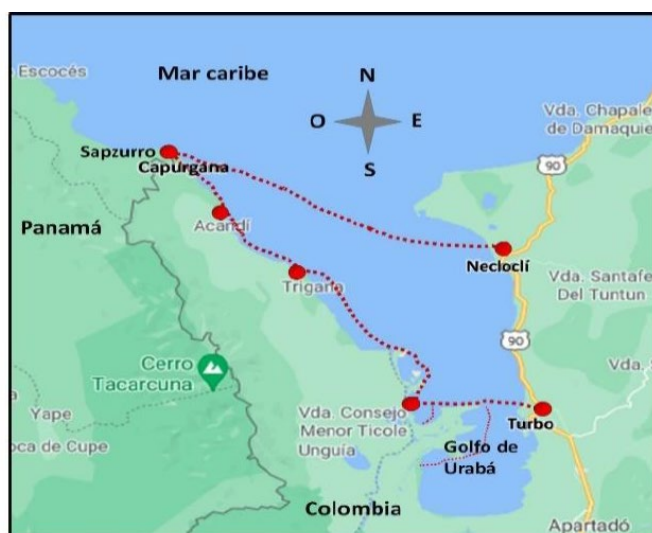 Escocés
Mar caribe
N
O
E
S
Vda. Chapale
de Damaquie
90
Sapzurro
Capurgana
Panamá
Acandí
Necloclí
Trigana
Vda. Santafe
Del Tuntun
90
Cerro
Tacarcuna
Vda. S
Yape
oca de Cupe
Vda. Consejo
Menor Ticole
Unguía
Turbo
Golfo de
Urabá
Colombia
Apartadó